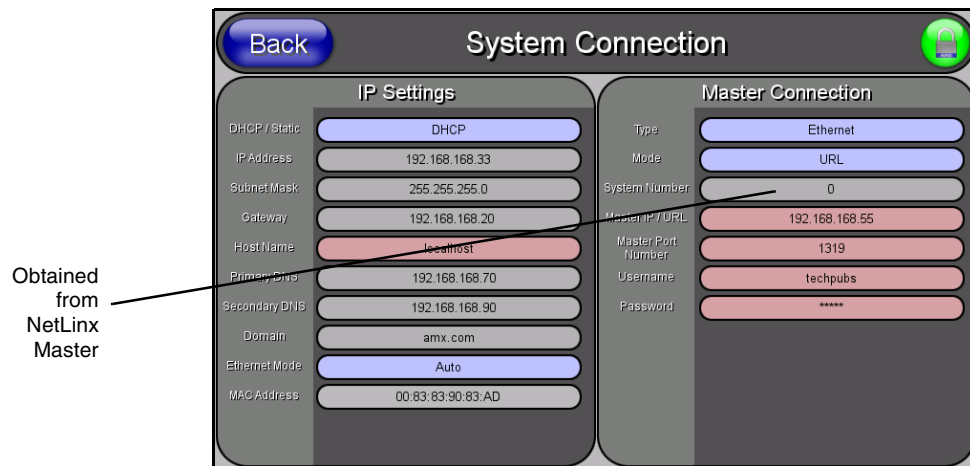 Back
System Connection
IP Settings
DHCP / Static
DHCP
IP Address
192.168.168.33
Subnet Mask
255.255.255.0
Gateway
192.168.168.20
Host Name
localhost
Primary DNS
192.168.168.70
Secondary DNS
192.168.168.90
Domain
amx.com
Ethernet Mode
Auto
MAC Address
00:83:83:90:83:AD
Master Connection
Type
Ethernet
Mode
URL
System Number
0
Master IP / URL
192.168.168.55
Master Port
Number
1319
Username
techpubs
Password
*****
Obtained
from
NetLinx
Master